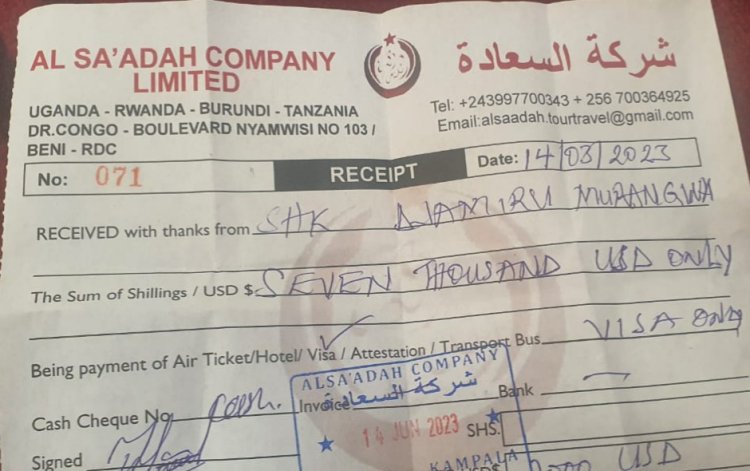 AL SA'ADAH COMPANY LIMITED
شركة السعادة
UGANDA - RWANDA - BURUNDI - TANZANIA
DR.CONGO - BOULEVARD NYAMWISI NO 103 /
BENI - RDC
Tel: +243997700343 + 256 700364925
Email:alsaadah.tourtravel@gmail.com
No: 071
RECEIPT
Date: 14/03/2023
RECEIVED with thanks from SHK NAMIRU MURANGWA
The Sum of Shillings / USD $ SEVEN THOUSAND USD ONLY
Being payment of Air Ticket/Hotel/ Visa / Attestation / Transport Bus VISA ONLY
Cash Cheque No Cash. Invoice Bank
ALSA'ADAH COMPANY
شركة السعادة
14 JUN 2023
KAMPALA
SHS.
Signed
USD